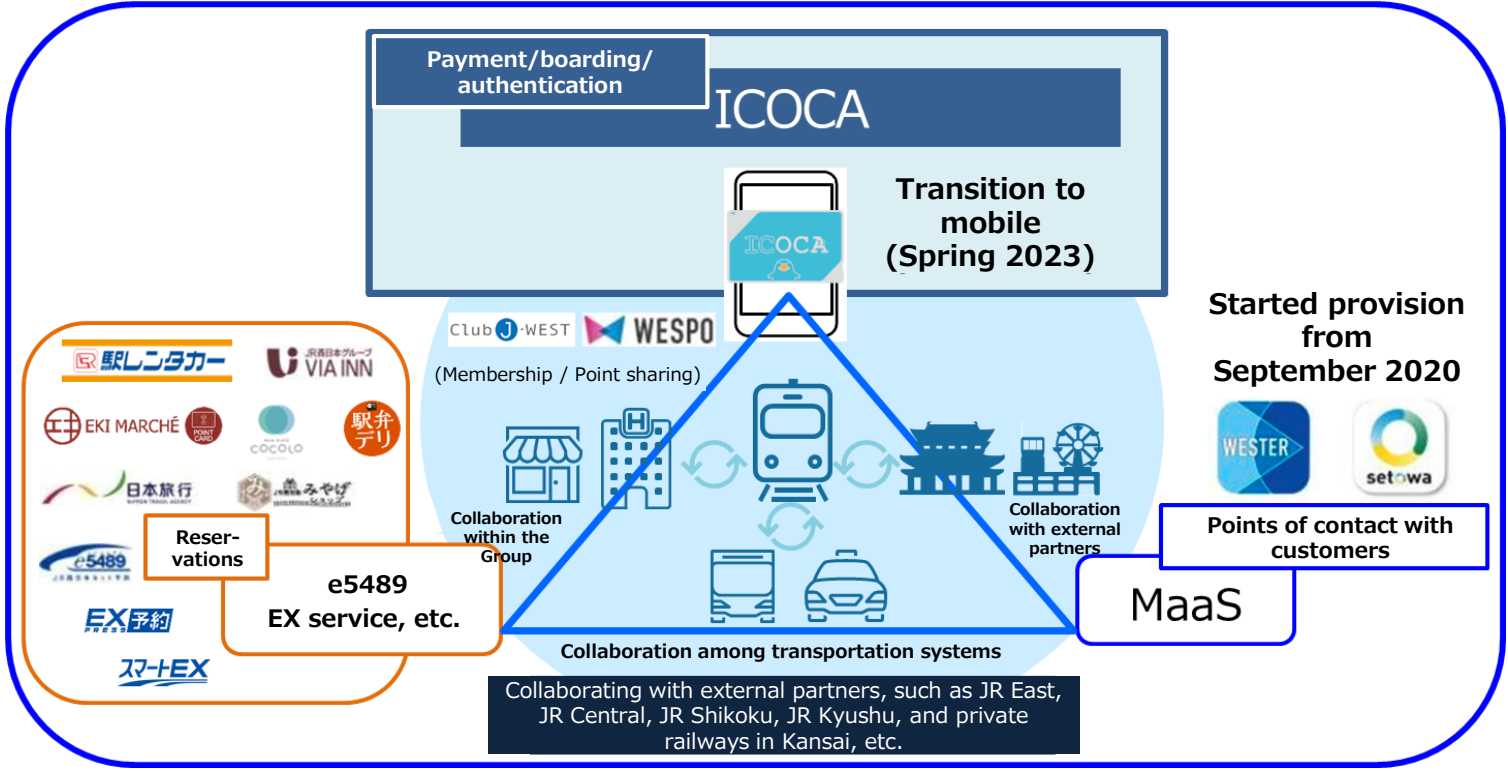 Payment/boarding/
authentication
ICOCA
Transition to
mobile
(Spring 2023)
ICOCA
Club J-WEST
WESPO
(Membership / Point sharing)
Started provision
from
September 2020
WESTER
setowa
Points of contact with
customers
MaaS
駅レンタカー
JR西日本グループ
VIA INN
EKI MARCHÉ
POINT
CARD
COCOLO
駅弁
デリ
日本旅行
NIPPON TRAVEL AGENCY
み
みやげ
Reser-
vations
e5489
e5489
EX service, etc.
EX予約
PRESS
スマートEX
H
Collaboration
within the
Group
Collaboration
with external
partners
Collaboration among transportation systems
Collaborating with external partners, such as JR East,
JR Central, JR Shikoku, JR Kyushu, and private
railways in Kansai, etc.